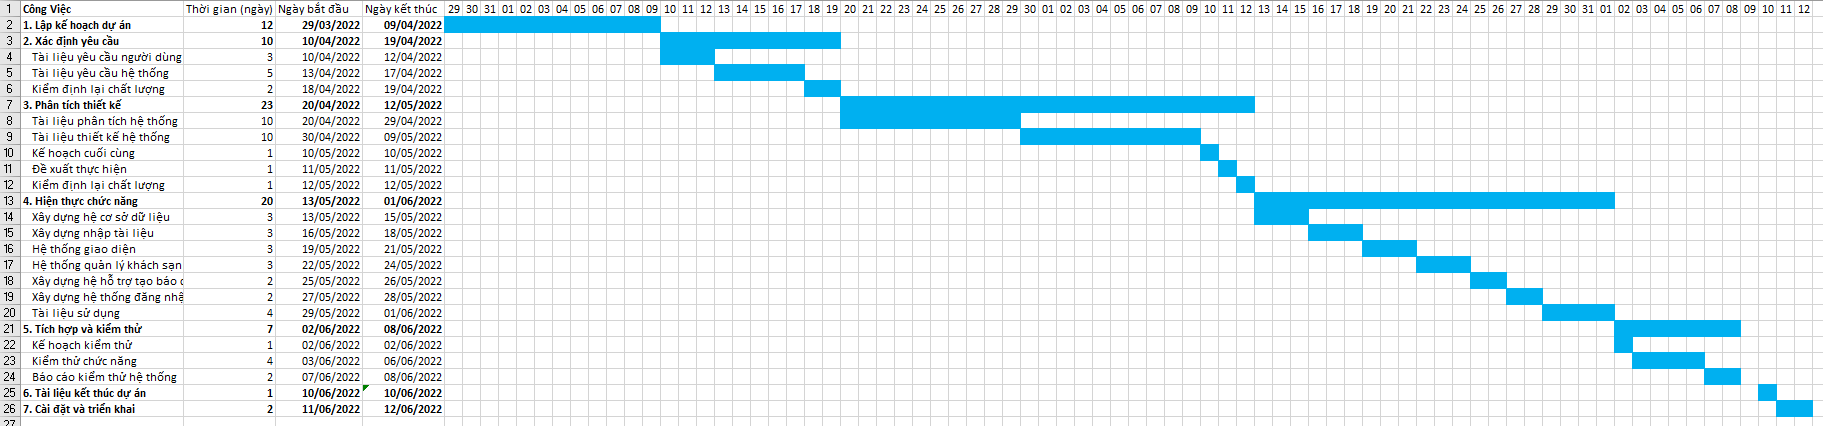 1 Công Việc Thời gian (ngày) Ngày bắt đầu Ngày kết thúc 29 30 31 01 02 03 04 05 06 07 08 09 10 11 12 13 14 15 16 17 18 19 20 21 22 23 24 25 26 27 28 29 30 01 02 03 04 05 06 07 08 09 10 11 12 13 14 15 16 17 18 19 20 21 22 23 24 25 26 27 28 29 30 31 01 02 03 04 05 06 07 08 09 10 11 12
2 1. Lập kế hoạch dự án 12 29/03/2022 09/04/2022
3 2. Xác định yêu cầu 10 10/04/2022 19/04/2022
4 Tài liệu yêu cầu người dùng 3 10/04/2022 12/04/2022
5 Tài liệu yêu cầu hệ thống 5 13/04/2022 17/04/2022
6 Kiểm định lại chất lượng 2 18/04/2022 19/04/2022
7 3. Phân tích thiết kế 23 20/04/2022 12/05/2022
8 Tài liệu phân tích hệ thống 10 20/04/2022 29/04/2022
9 Tài liệu thiết kế hệ thống 10 30/04/2022 09/05/2022
10 Kế hoạch cuối cùng 1 10/05/2022 10/05/2022
11 Đề xuất thực hiện 1 11/05/2022 11/05/2022
12 Kiểm định lại chất lượng 1 12/05/2022 12/05/2022
13 4. Hiện thực chức năng 20 13/05/2022 01/06/2022
14 Xây dựng hệ cơ sở dữ liệu 3 13/05/2022 15/05/2022
15 Xây dựng nhập tài liệu 3 16/05/2022 18/05/2022
16 Hệ thống giao diện 3 19/05/2022 21/05/2022
17 Hệ thống quản lý khách sạn 3 22/05/2022 24/05/2022
18 Xây dựng hệ hỗ trợ tạo báo 2 25/05/2022 26/05/2022
19 Xây dựng hệ thống đăng nhậ 2 27/05/2022 28/05/2022
20 Tài liệu sử dụng 4 29/05/2022 01/06/2022
21 5. Tích hợp và kiểm thử 7 02/06/2022 08/06/2022
22 Kế hoạch kiểm thử 1 02/06/2022 02/06/2022
23 Kiểm thử chức năng 4 03/06/2022 06/06/2022
24 Báo cáo kiểm thử hệ thống 2 07/06/2022 08/06/2022
25 6. Tài liệu kết thúc dự án 1 10/06/2022 10/06/2022
26 7. Cài đặt và triển khai 2 11/06/2022 12/06/2022
27